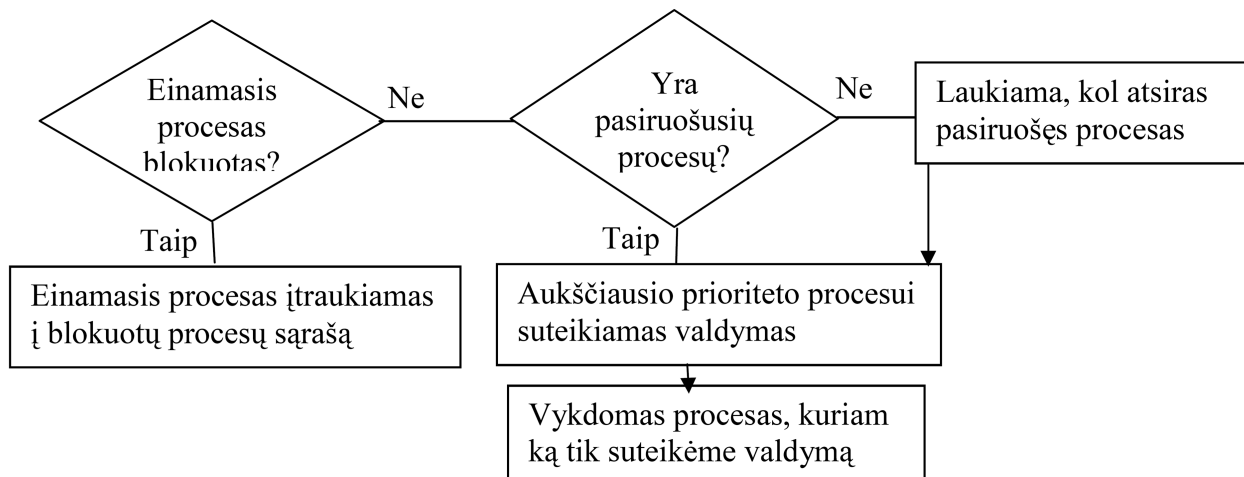 Einamasis
procesas
blokuotas?
Ne
Taip
Einamasis procesas įtraukiamas
į blokuotų procesų sąrašą
Yra
pasiruošusių
procesų?
Ne
Taip
Laukiama, kol atsiras
pasiruošęs procesas
Aukščiausio prioriteto procesui
suteikiamas valdymas
Vykdomas procesas, kuriam
ką tik suteikėme valdymą